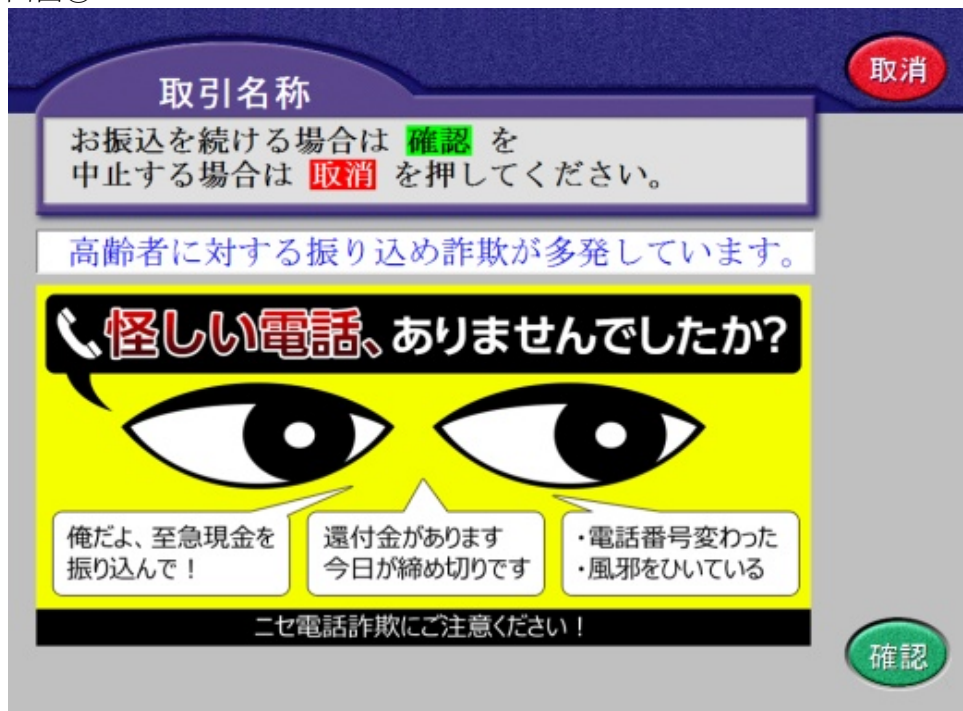 取引名称
取消
お振込を続ける場合は 確認 を
中止する場合は 取消 を押してください。
高齢者に対する振り込め詐欺が多発しています。
怪しい電話、ありませんでしたか?
俺だよ、至急現金を
振り込んで！
還付金があります
今日が締め切りです
・電話番号変わった
・風邪をひいている
ニセ電話詐欺にご注意ください！
確認